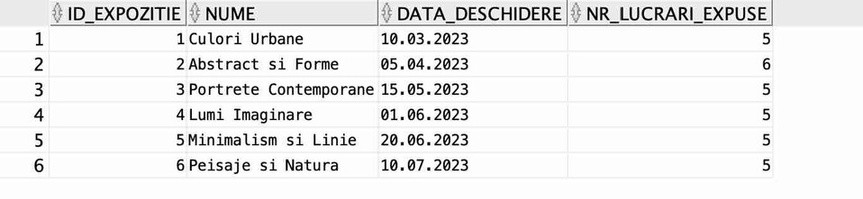 ID_EXPOZITIE NUME DATA_DESCHIDERE NR_LUCRARI_EXPUSE
1 1 Culori Urbane 10.03.2023 5
2 2 Abstract si Forme 05.04.2023 6
3 3 Portrete Contemporane 15.05.2023 5
4 4 Lumi Imaginare 01.06.2023 5
5 5 Minimalism si Linie 20.06.2023 5
6 6 Peisaje si Natura 10.07.2023 5